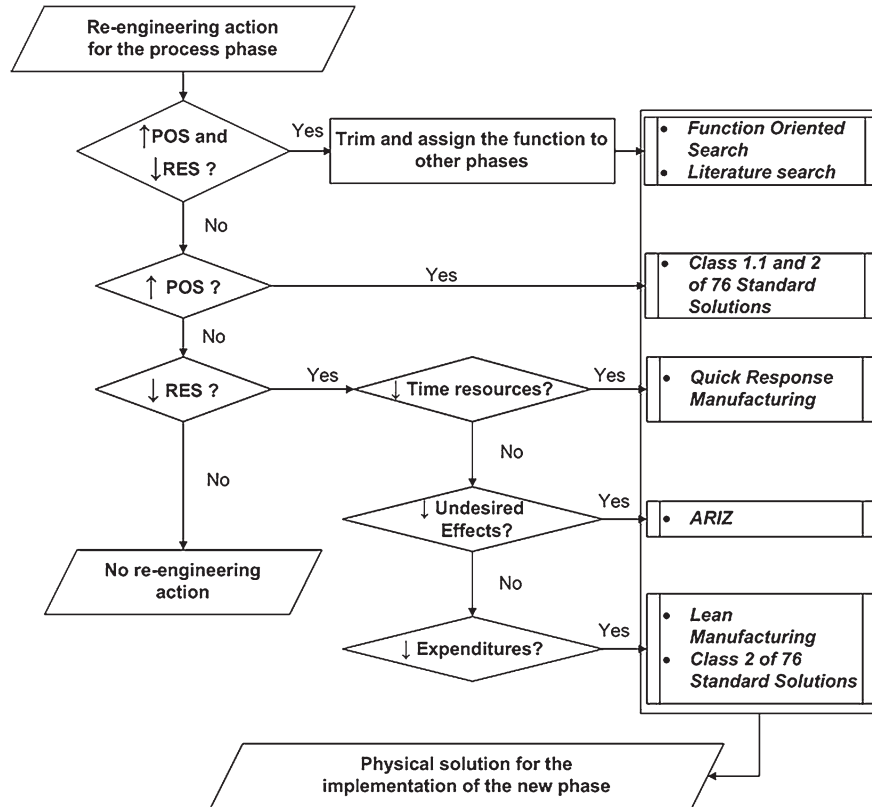 Re-engineering action
for the process phase
↑POS and
↓RES ?
Yes
Trim and assign the function to
other phases
• Function Oriented
Search
• Literature search
No
↑ POS ?
Yes
• Class 1.1 and 2
of 76 Standard
Solutions
No
↓ RES ?
Yes
↓ Time resources?
Yes
• Quick Response
Manufacturing
No
No
↓ Undesired
Effects?
Yes
• ARIZ
No re-engineering
action
No
↓ Expenditures?
Yes
• Lean
Manufacturing
• Class 2 of 76
Standard Solutions
Physical solution for the
implementation of the new phase